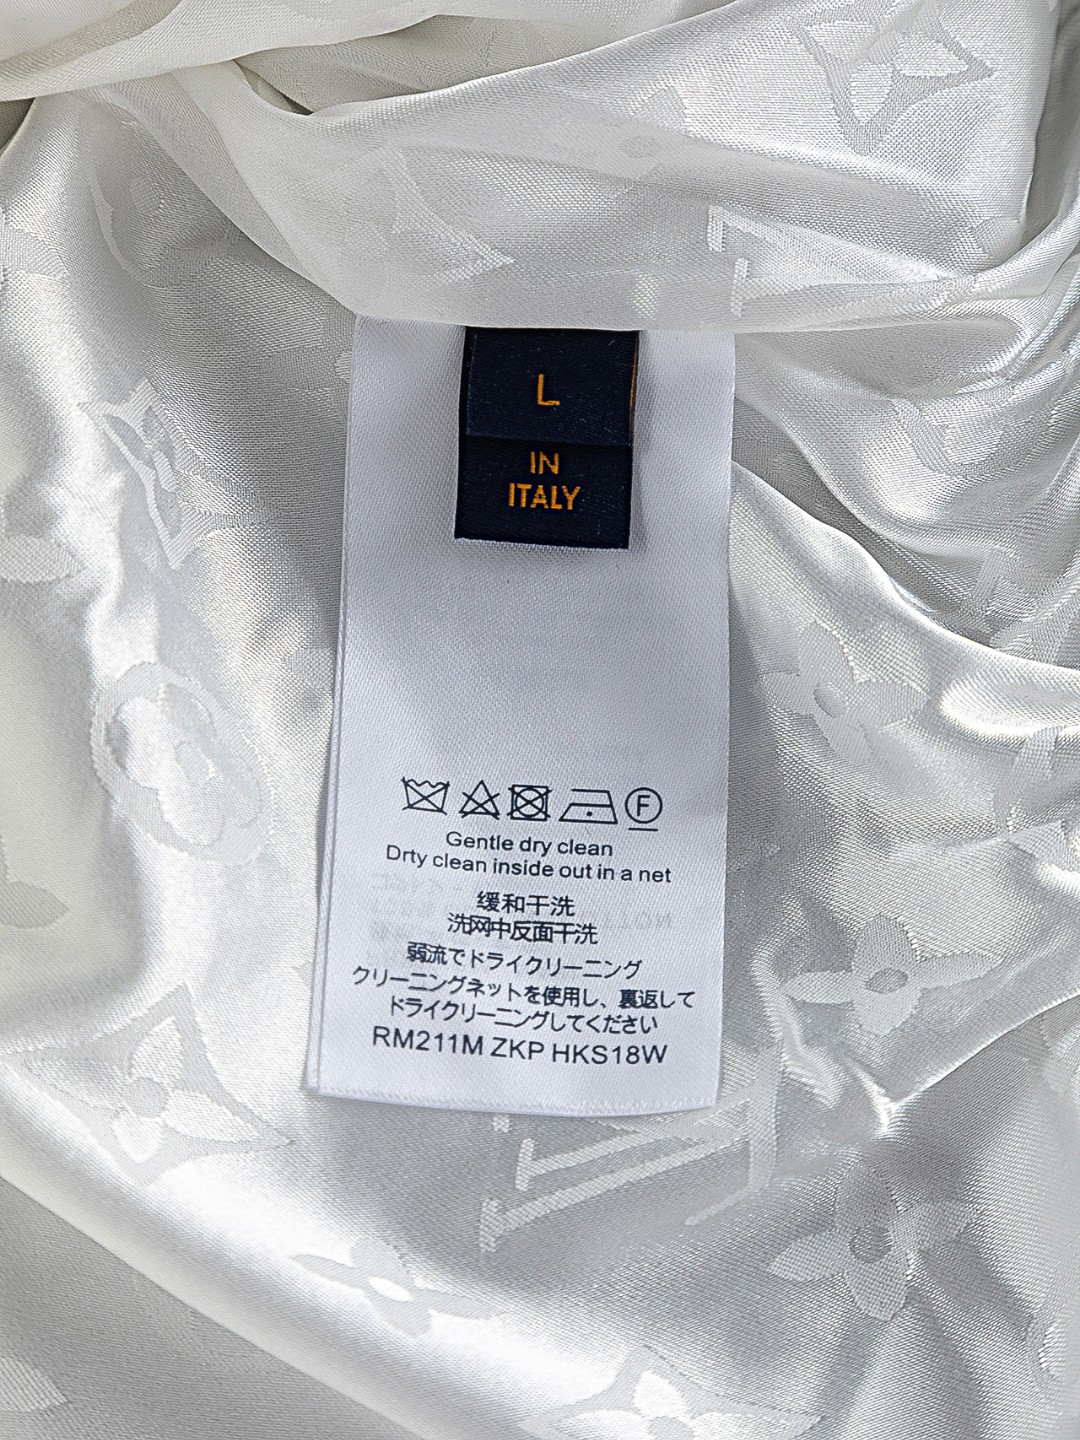 L
IN
ITALY
F
Gentle dry clean
Drty clean inside out in a net
缓和干洗
洗网中反面干洗
弱流でドライクリーニング
クリーニングネットを使用し、裏返して
ドライクリーニングしてください
RM211M ZKP HKS18W